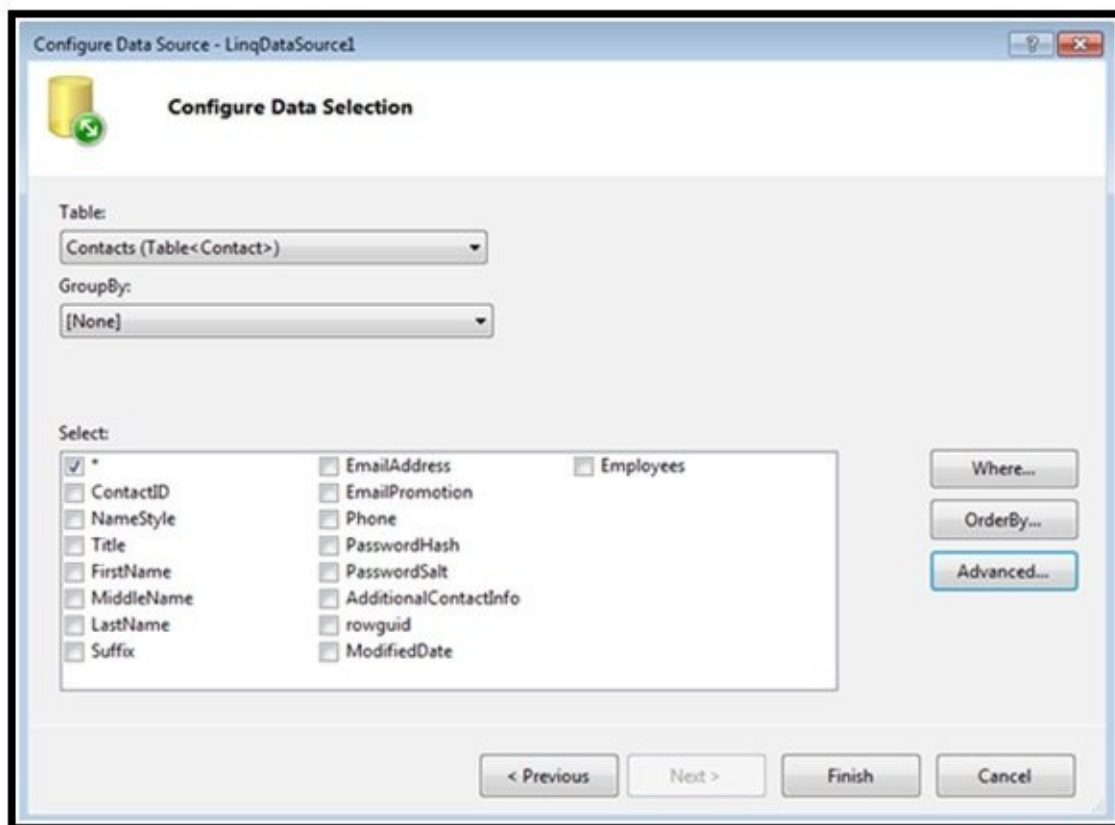 Configure Data Source - LinqDataSource1
Configure Data Selection
Table:
Contacts (Table<Contact>)
GroupBy:
[None]
Select:
*
ContactID
NameStyle
Title
FirstName
MiddleName
LastName
Suffix
EmailAddress
EmailPromotion
Phone
PasswordHash
PasswordSalt
AdditionalContactInfo
rowguid
ModifiedDate
Employees
Where...
OrderBy...
Advanced...
< Previous
Next >
Finish
Cancel